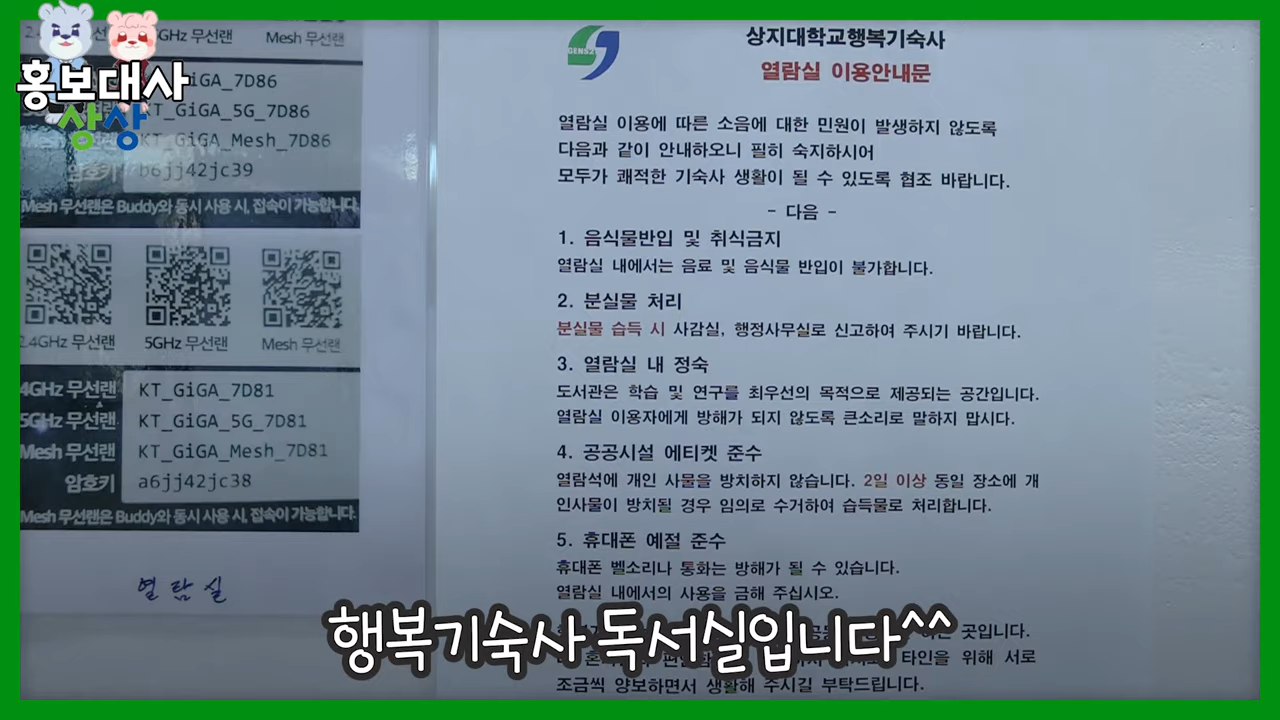 홍보대사
상상
GHz 무선랜 Mesh 무선랜
GiGA_7D86
KT_GiGA_5G_7D86
KT_GiGA_Mesh_7D86
암호키 b6jj42jc39
Mesh 무선랜은 Buddy와 동시 사용 시, 접속이 가능합니다.
2.4GHz 무선랜 5GHz 무선랜 Mesh 무선랜
4GHz 무선랜 KT_GiGA_7D81
5GHz 무선랜 KT_GiGA_5G_7D81
Mesh 무선랜 KT_GiGA_Mesh_7D81
암호키 a6jj42jc38
Mesh 무선랜은 Buddy와 동시 사용 시, 접속이 가능합니다.
열람실
GENS21
상지대학교행복기숙사
열람실 이용안내문
열람실 이용에 따른 소음에 대한 민원이 발생하지 않도록
다음과 같이 안내하오니 필히 숙지하시어
모두가 쾌적한 기숙사 생활이 될 수 있도록 협조 바랍니다.
- 다음 -
1. 음식물반입 및 취식금지
열람실 내에서는 음료 및 음식물 반입이 불가합니다.
2. 분실물 처리
분실물 습득 시 사감실, 행정사무실로 신고하여 주시기 바랍니다.
3. 열람실 내 정숙
도서관은 학습 및 연구를 최우선의 목적으로 제공되는 공간입니다.
열람실 이용자에게 방해가 되지 않도록 큰소리로 말하지 맙시다.
4. 공공시설 에티켓 준수
열람석에 개인 사물을 방치하지 않습니다. 2일 이상 동일 장소에 개
인사물이 방치될 경우 임의로 수거하여 습득물로 처리합니다.
5. 휴대폰 예절 준수
휴대폰 벨소리나 통화는 방해가 될 수 있습니다.
열람실 내에서의 사용을 금해 주십시오.
곳입니다.
타인을 위해 서로
조금씩 양보하면서 생활해 주시길 부탁드립니다.
행복기숙사 독서실입니다^^